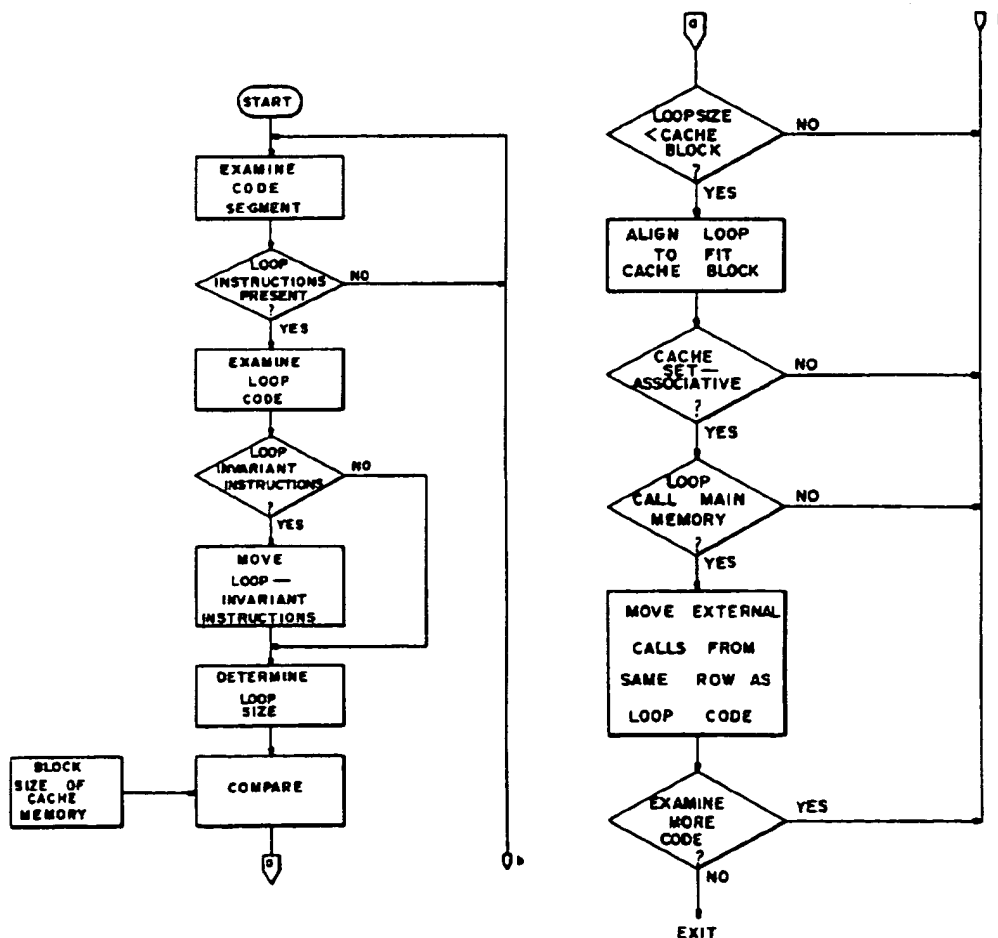 START
EXAMINE
CODE
SEGMENT
LOOP
INSTRUCTIONS
PRESENT
?
NO
YES
EXAMINE
LOOP
CODE
LOOP
INVARIANT
INSTRUCTIONS
?
NO
YES
MOVE
LOOP—
INVARIANT
INSTRUCTIONS
DETERMINE
LOOP
SIZE
BLOCK
SIZE OF
CACHE
MEMORY
COMPARE
a
b
a
LOOPSIZE
< CACHE
BLOCK
?
NO
YES
ALIGN LOOP
TO FIT
CACHE BLOCK
CACHE
SET—
ASSOCIATIVE
?
NO
YES
LOOP
CALL MAIN
MEMORY
?
NO
YES
MOVE EXTERNAL
CALLS FROM
SAME ROW AS
LOOP CODE
EXAMINE
MORE
CODE
?
YES
NO
EXIT